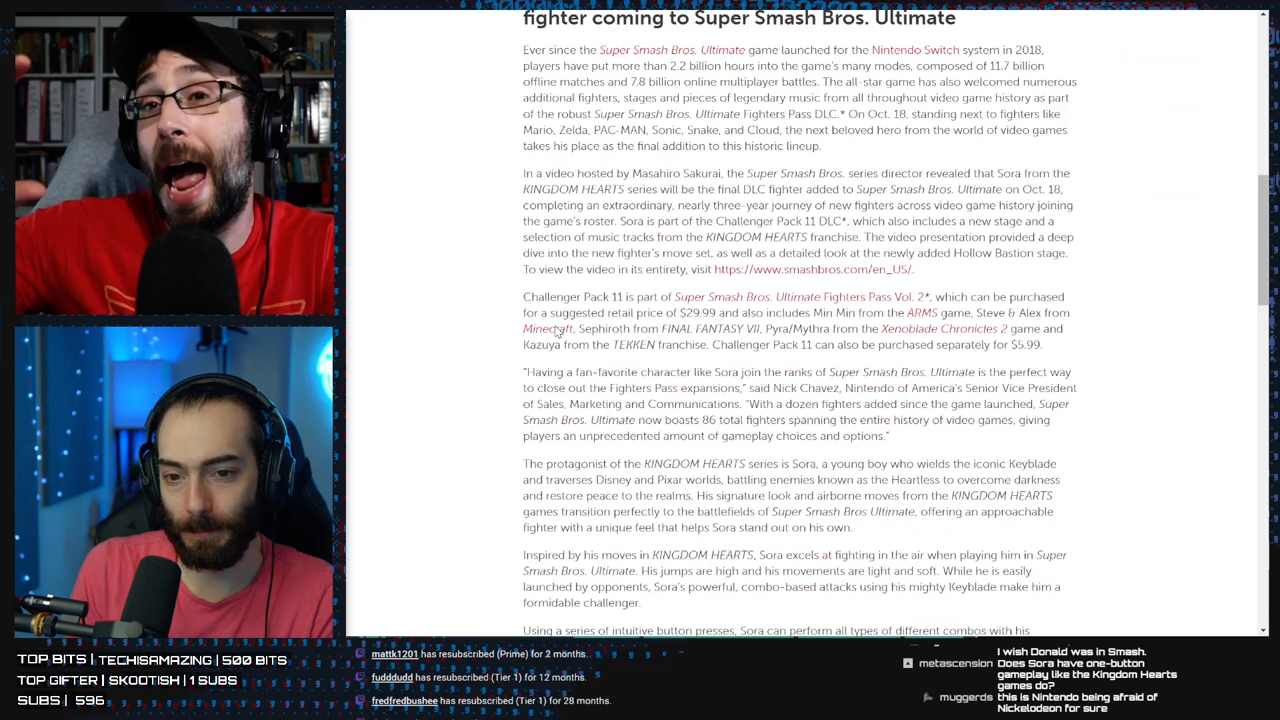 fighter coming to Super Smash Bros. Ultimate
Ever since the Super Smash Bros. Ultimate game launched for the Nintendo Switch system in 2018,
players have put more than 2.2 billion hours into the game's many modes, composed of 11.7 billion
offline matches and 7.8 billion online multiplayer battles. The all-star game has also welcomed numerous
additional fighters, stages and pieces of legendary music from all throughout video game history as part
of the robust Super Smash Bros. Ultimate Fighters Pass DLC.* On Oct. 18, standing next to fighters like
Mario, Zelda, PAC-MAN, Sonic, Snake, and Cloud, the next beloved hero from the world of video games
takes his place as the final addition to this historic lineup.
In a video hosted by Masahiro Sakurai, the Super Smash Bros. series director revealed that Sora from the
KINGDOM HEARTS series will be the final DLC fighter added to Super Smash Bros. Ultimate on Oct. 18,
completing an extraordinary, nearly three-year journey of new fighters across video game history joining
the game's roster. Sora is part of the Challenger Pack 11 DLC*, which also includes a new stage and a
selection of music tracks from the KINGDOM HEARTS franchise. The video presentation provided a deep
dive into the new fighter's move set, as well as a detailed look at the newly added Hollow Bastion stage.
To view the video in its entirety, visit https://www.smashbros.com/en_US/.
Challenger Pack 11 is part of Super Smash Bros. Ultimate Fighters Pass Vol. 2*, which can be purchased
for a suggested retail price of $29.99 and also includes Min Min from the ARMS game, Steve & Alex from
Minecraft, Sephiroth from FINAL FANTASY VII, Pyra/Mythra from the Xenoblade Chronicles 2 game and
Kazuya from the TEKKEN franchise. Challenger Pack 11 can also be purchased separately for $5.99.
"Having a fan-favorite character like Sora join the ranks of Super Smash Bros. Ultimate is the perfect way
to close out the Fighters Pass expansions," said Nick Chavez, Nintendo of America's Senior Vice President
of Sales, Marketing and Communications. "With a dozen fighters added since the game launched, Super
Smash Bros. Ultimate now boasts 86 total fighters spanning the entire history of video games, giving
players an unprecedented amount of gameplay choices and options."
The protagonist of the KINGDOM HEARTS series is Sora, a young boy who wields the iconic Keyblade
and traverses Disney and Pixar worlds, battling enemies known as the Heartless to overcome darkness
and restore peace to the realms. His signature look and airborne moves from the KINGDOM HEARTS
games transition perfectly to the battlefields of Super Smash Bros Ultimate, offering an approachable
fighter with a unique feel that helps Sora stand out on his own.
Inspired by his moves in KINGDOM HEARTS, Sora excels at fighting in the air when playing him in Super
Smash Bros. Ultimate. His jumps are high and his movements are light and soft. While he is easily
launched by opponents, Sora's powerful, combo-based attacks using his mighty Keyblade make him a
formidable challenger.
Using a series of intuitive button presses, Sora can perform all types of different combos with his
TOP BITS | TECHISAMAZING | 500 BITS
TOP GIFTER | SKOOTISH | 1 SUBS
SUBS | 596
mattk1201 has resubscribed (Prime) for 2 months.
fudddudd has resubscribed (Tier 1) for 12 months.
fredfredbushee has resubscribed (Tier 1) for 28 months.
I wish Donald was in Smash.
metascension Does Sora have one-button
gameplay like the Kingdom Hearts
games do?
muggerds this is Nintendo being afraid of
Nickelodeon for sure